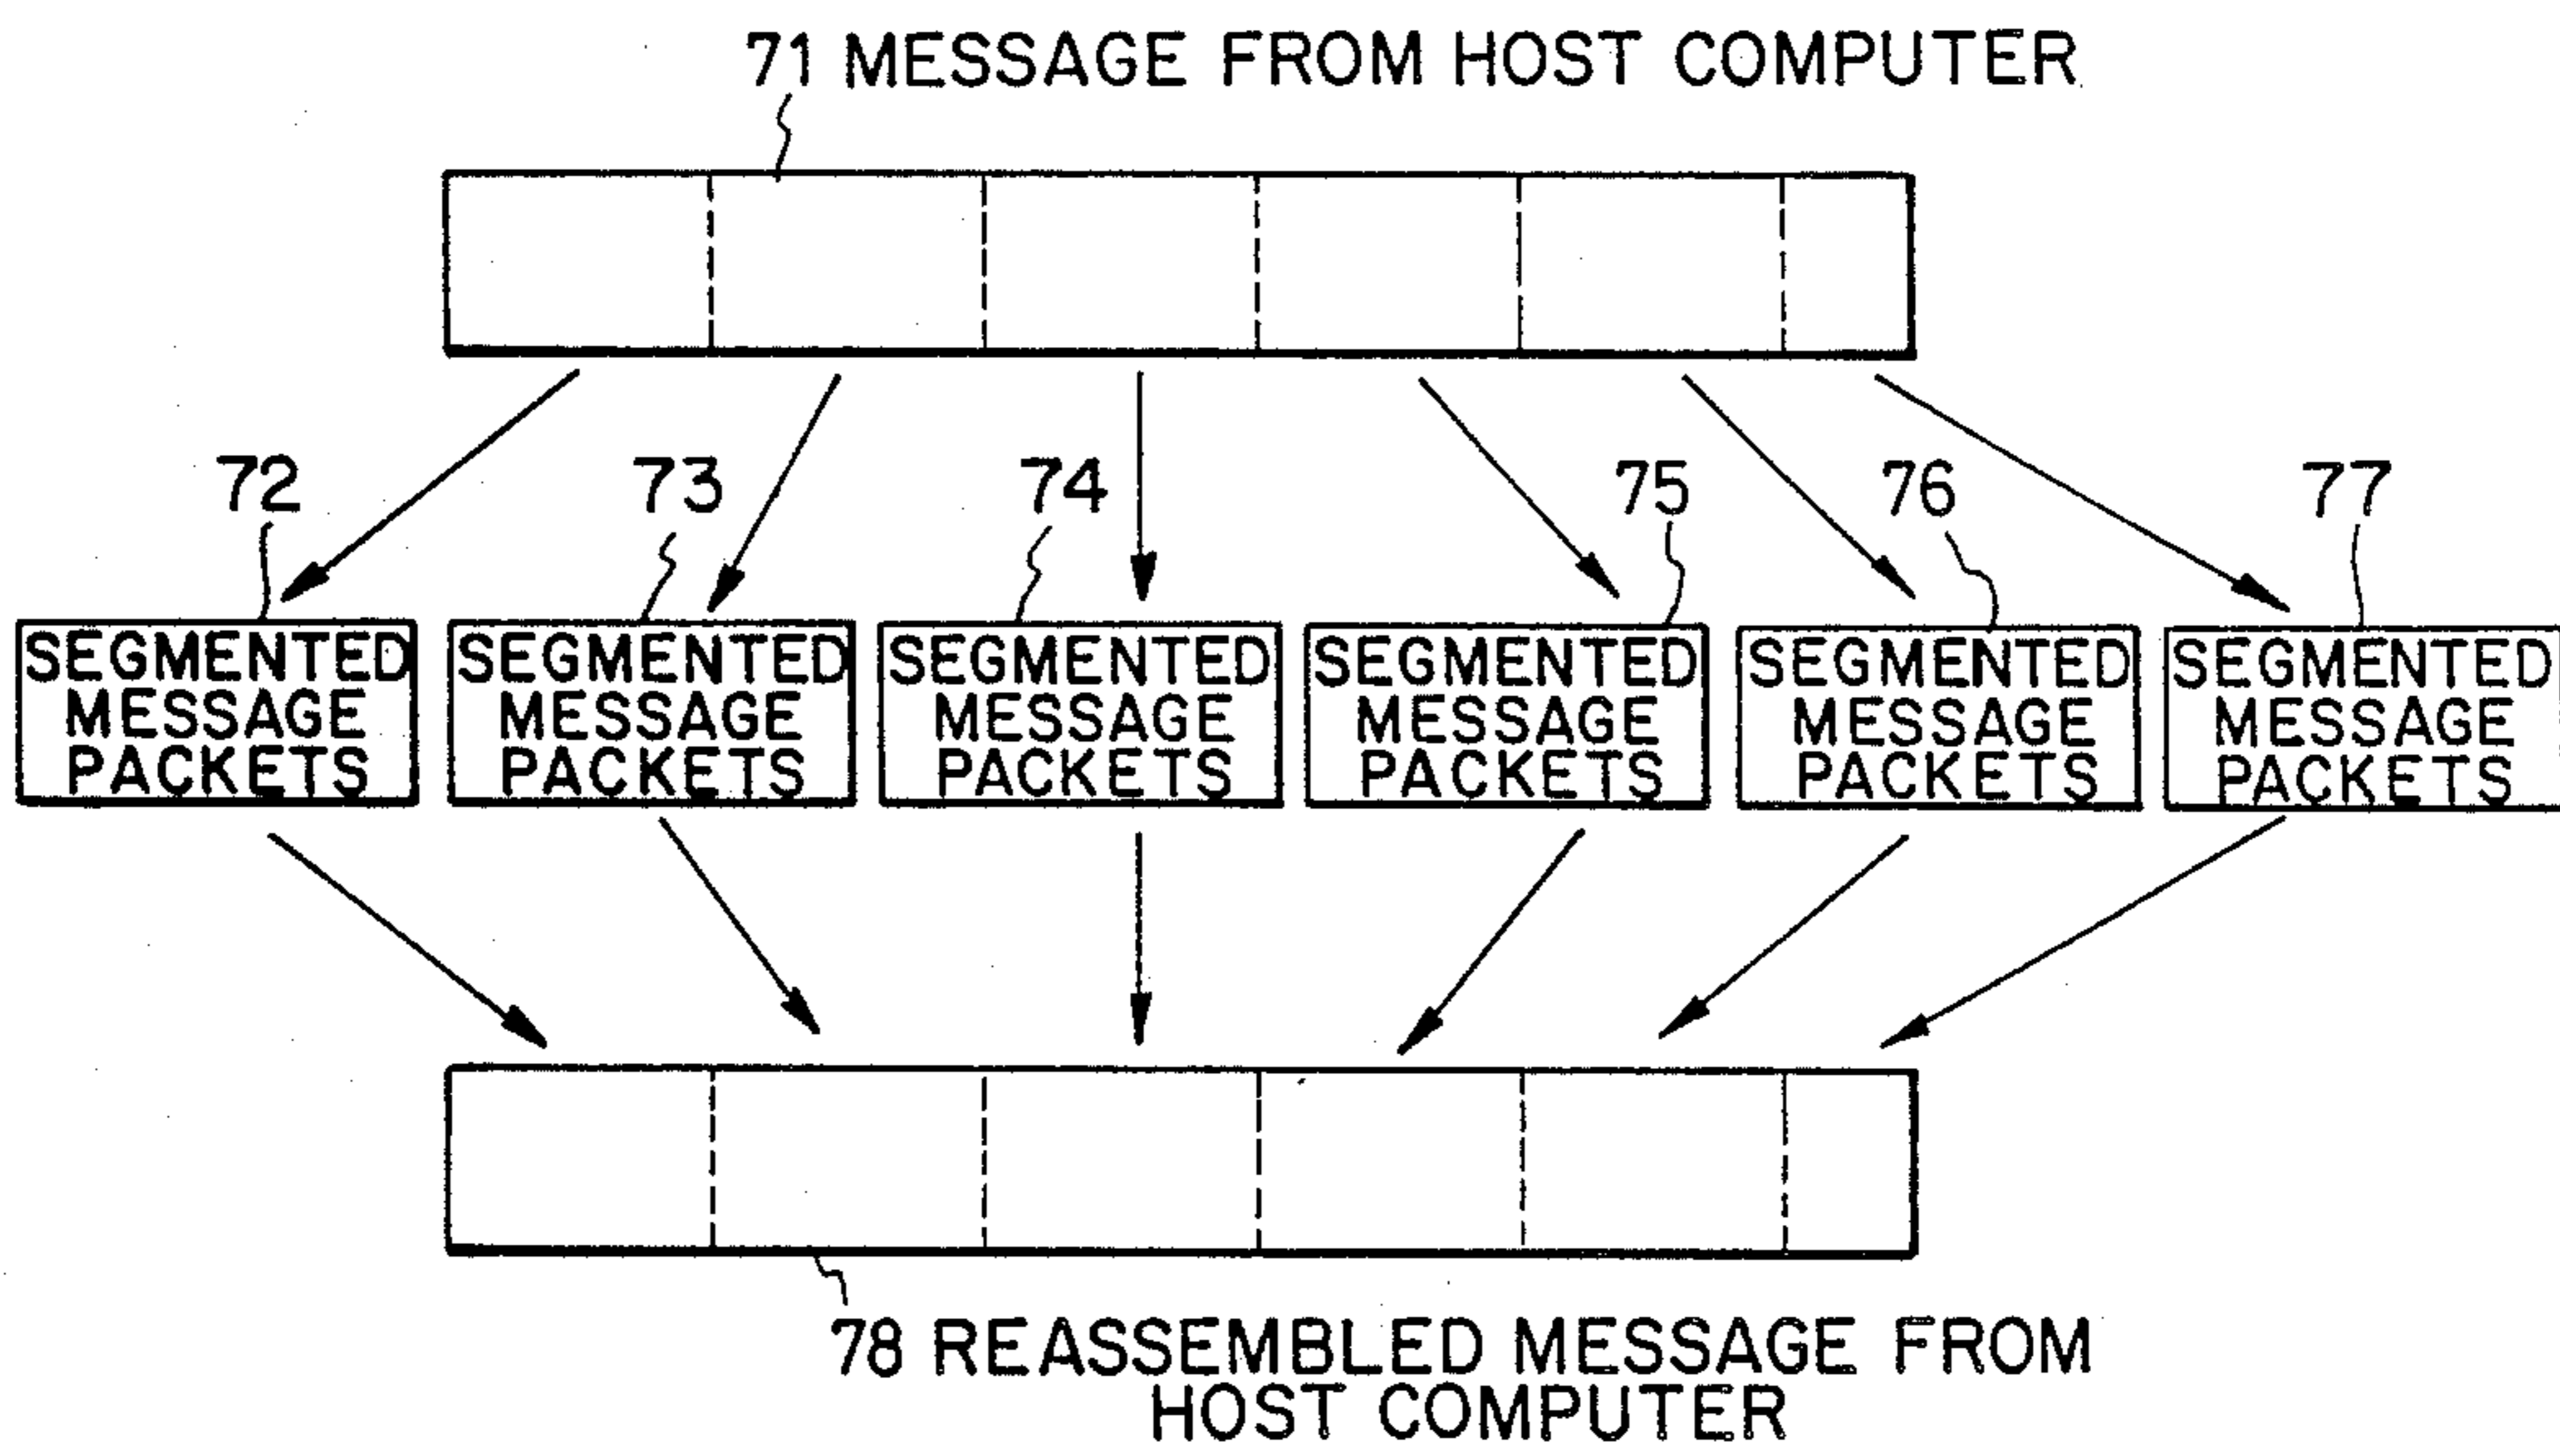 71 MESSAGE FROM HOST COMPUTER
72
73
74
75
76
77
SEGMENTED
MESSAGE
PACKETS
SEGMENTED
MESSAGE
PACKETS
SEGMENTED
MESSAGE
PACKETS
SEGMENTED
MESSAGE
PACKETS
SEGMENTED
MESSAGE
PACKETS
SEGMENTED
MESSAGE
PACKETS
78 REASSEMBLED MESSAGE FROM
HOST COMPUTER